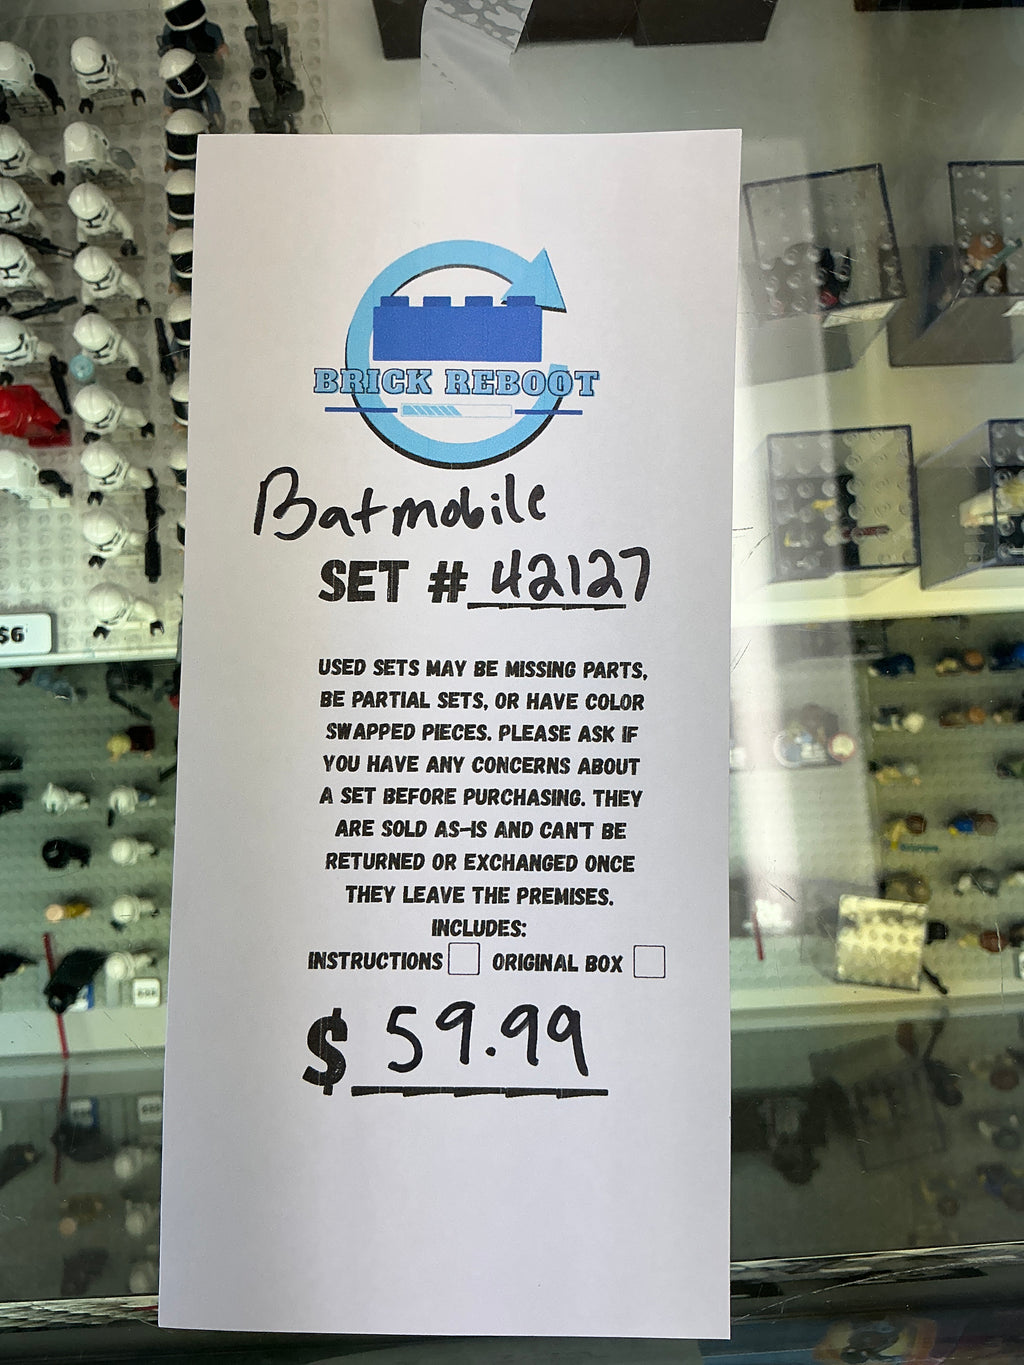 BRICK REBOOT
Batmobile
SET # 42127
USED SETS MAY BE MISSING PARTS,
BE PARTIAL SETS, OR HAVE COLOR
SWAPPED PIECES. PLEASE ASK IF
YOU HAVE ANY CONCERNS ABOUT
A SET BEFORE PURCHASING. THEY
ARE SOLD AS-IS AND CAN'T BE
RETURNED OR EXCHANGED ONCE
THEY LEAVE THE PREMISES.
INCLUDES:
INSTRUCTIONS ORIGINAL BOX
$ 59.99
$6